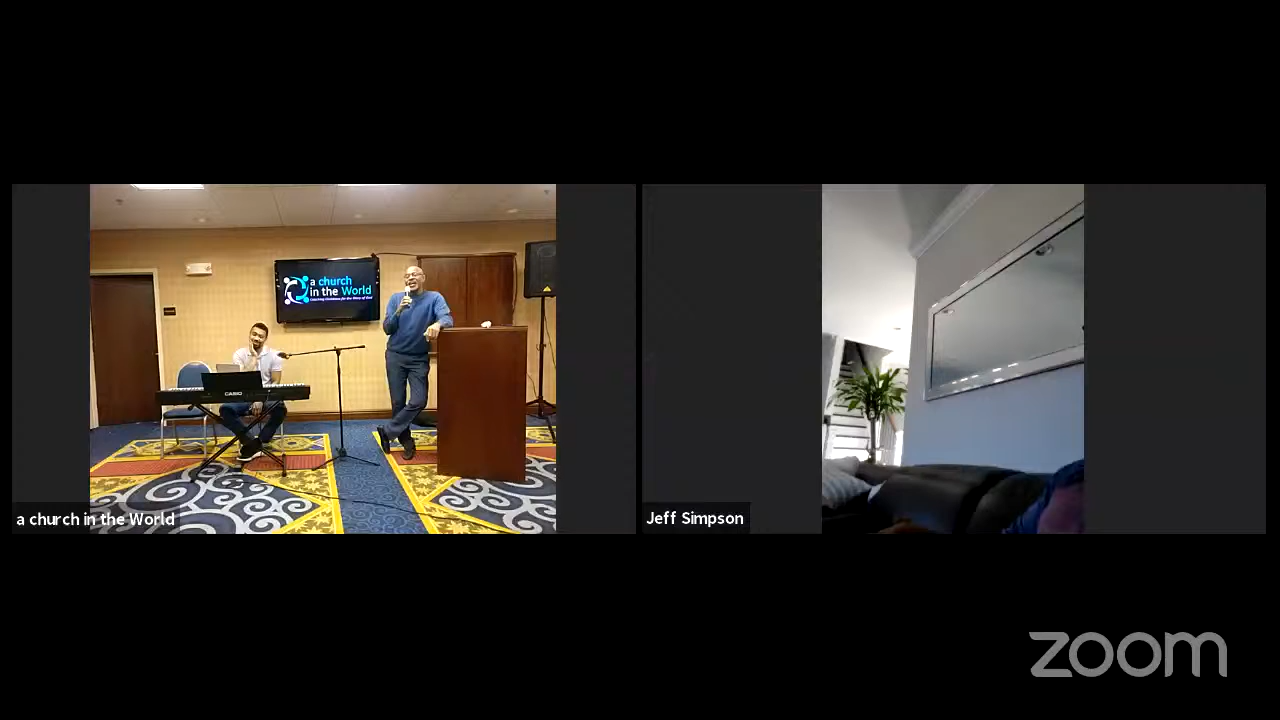 a church
in the World
CASIO
a church in the World
Jeff Simpson
zoom